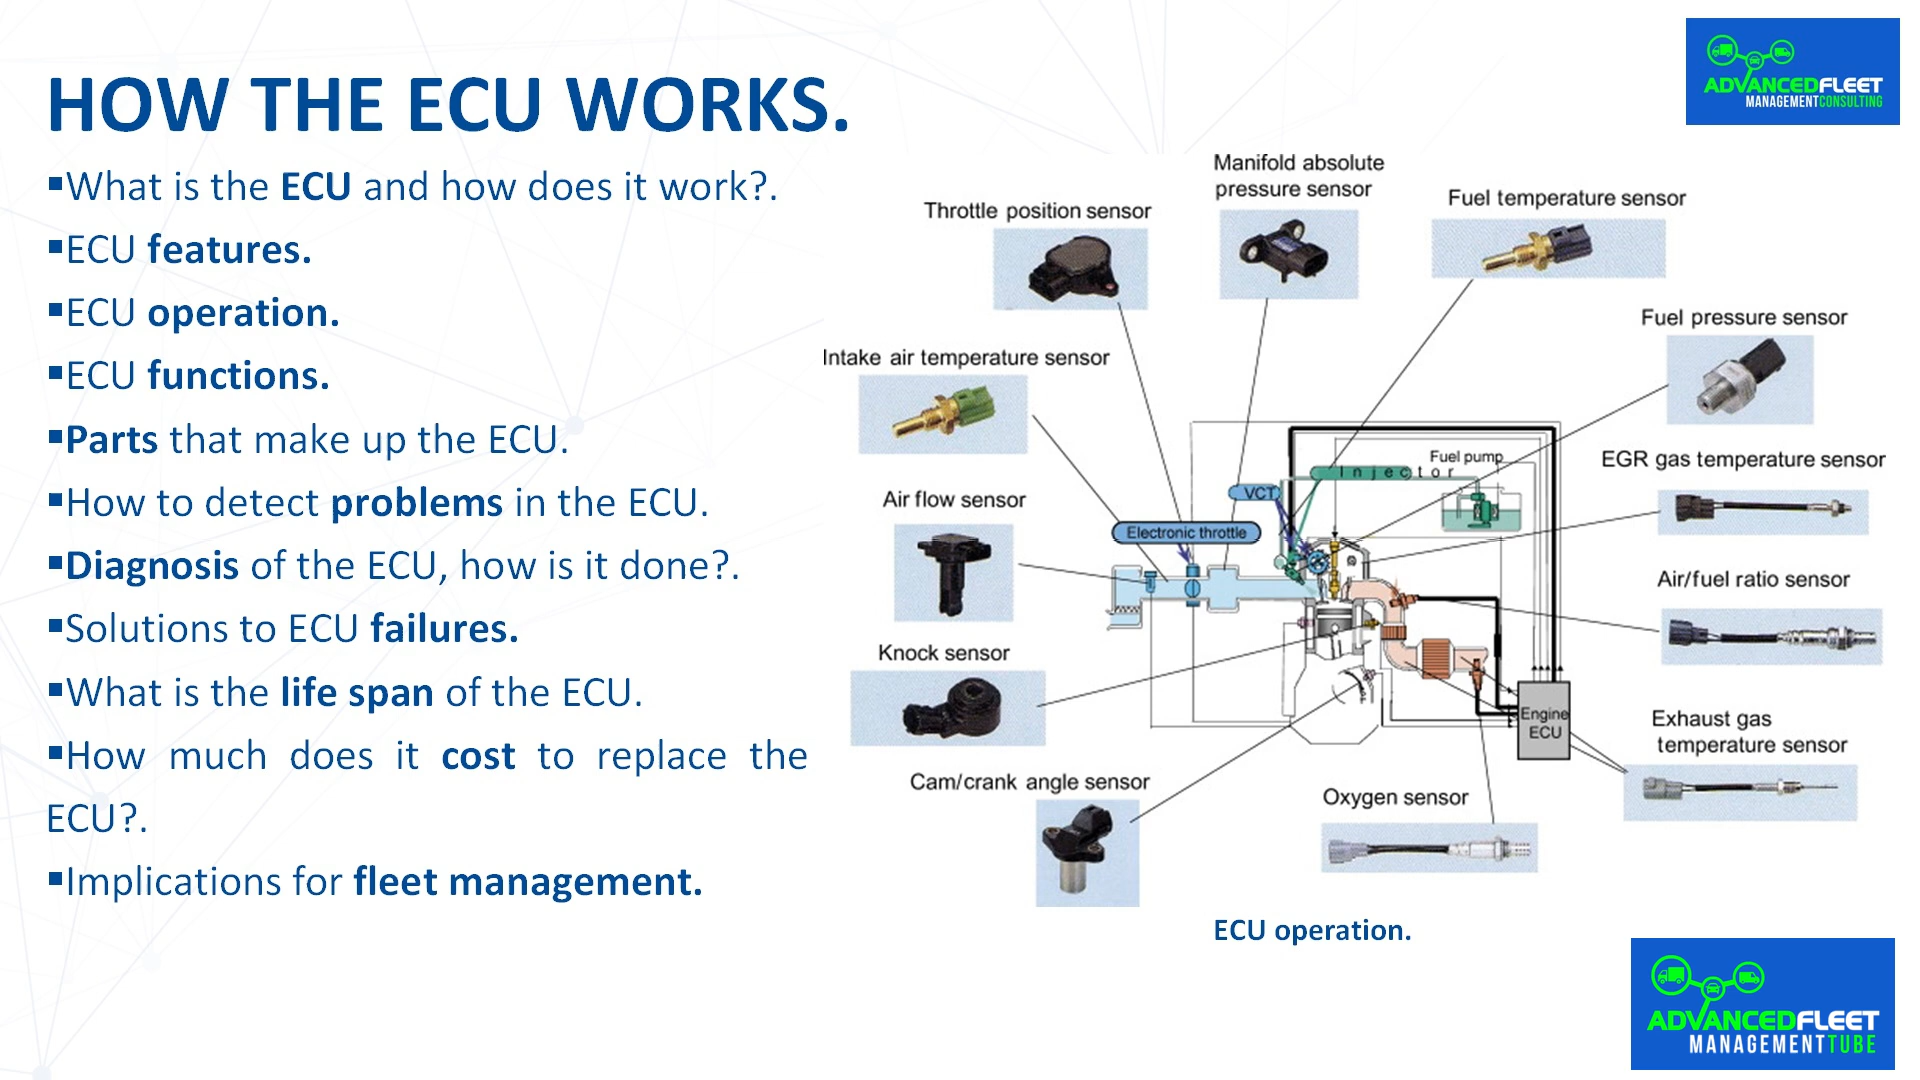 HOW THE ECU WORKS.
▪What is the ECU and how does it work?.
▪ECU features.
▪ECU operation.
▪ECU functions.
▪Parts that make up the ECU.
▪How to detect problems in the ECU.
▪Diagnosis of the ECU, how is it done?.
▪Solutions to ECU failures.
▪What is the life span of the ECU.
▪How much does it cost to replace the
ECU?.
▪Implications for fleet management.
ADVANCEDFLEET
MANAGEMENTCONSULTING
Manifold absolute
pressure sensor
Throttle position sensor
Fuel temperature sensor
Fuel pressure sensor
Intake air temperature sensor
Fuel pump
Injector
EGR gas temperature sensor
VCT
Air flow sensor
Electronic throttle
Air/fuel ratio sensor
Knock sensor
Engine
ECU
Exhaust gas
temperature sensor
Cam/crank angle sensor
Oxygen sensor
ECU operation.
ADVANCEDFLEET
MANAGEMENTTUBE